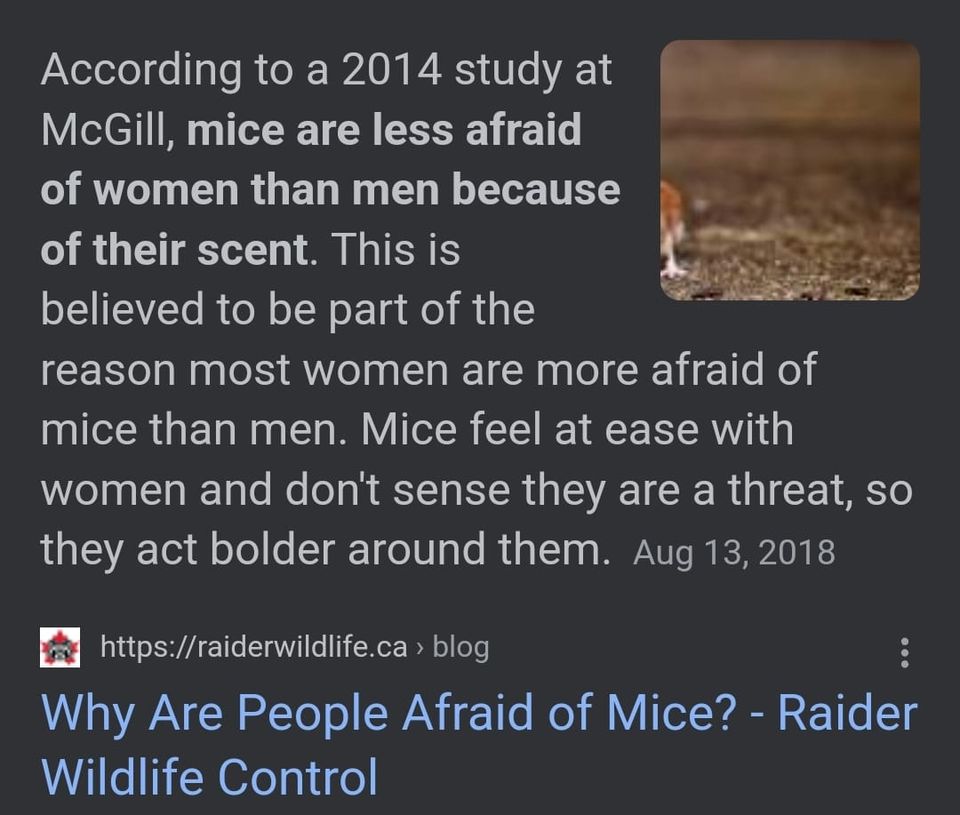 According to a 2014 study at
McGill, mice are less afraid
of women than men because
of their scent. This is
believed to be part of the
reason most women are more afraid of
mice than men. Mice feel at ease with
women and don't sense they are a threat, so
they act bolder around them. Aug 13, 2018
https://raiderwildlife.ca › blog
Why Are People Afraid of Mice? - Raider
Wildlife Control